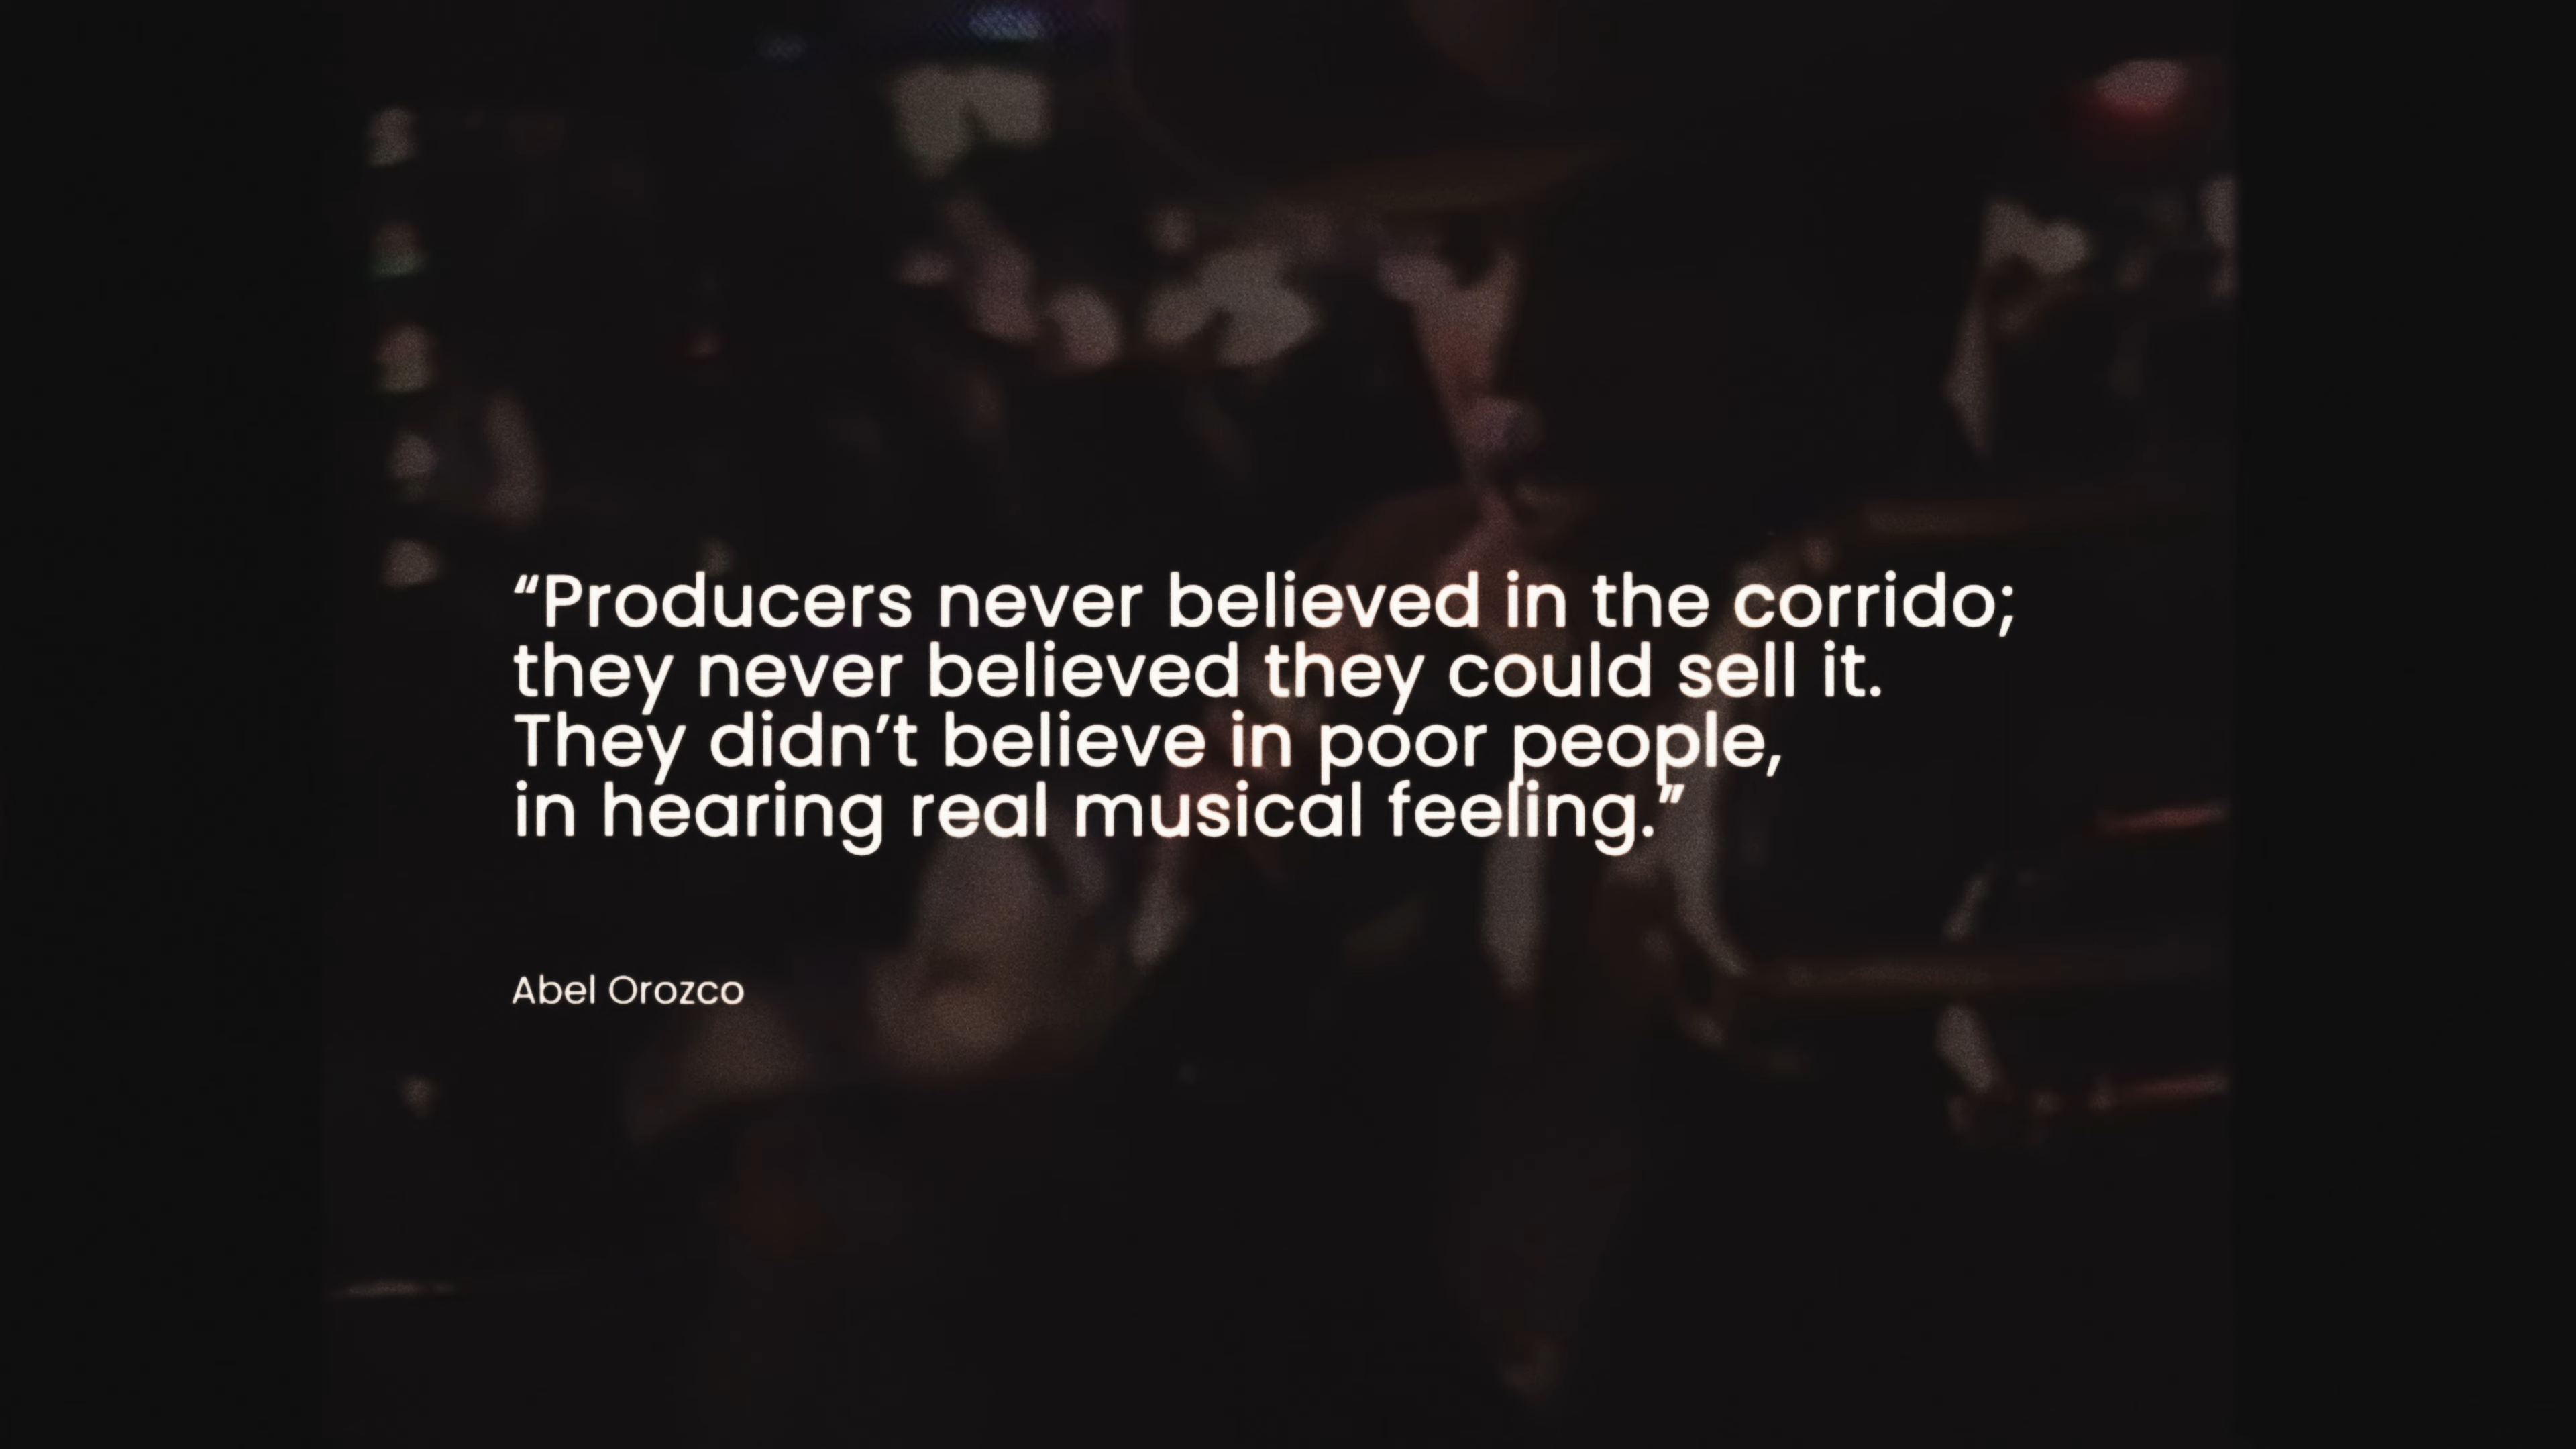 “Producers never believed in the corrido;
they never believed they could sell it.
They didn’t believe in poor people,
in hearing real musical feeling.”
Abel Orozco